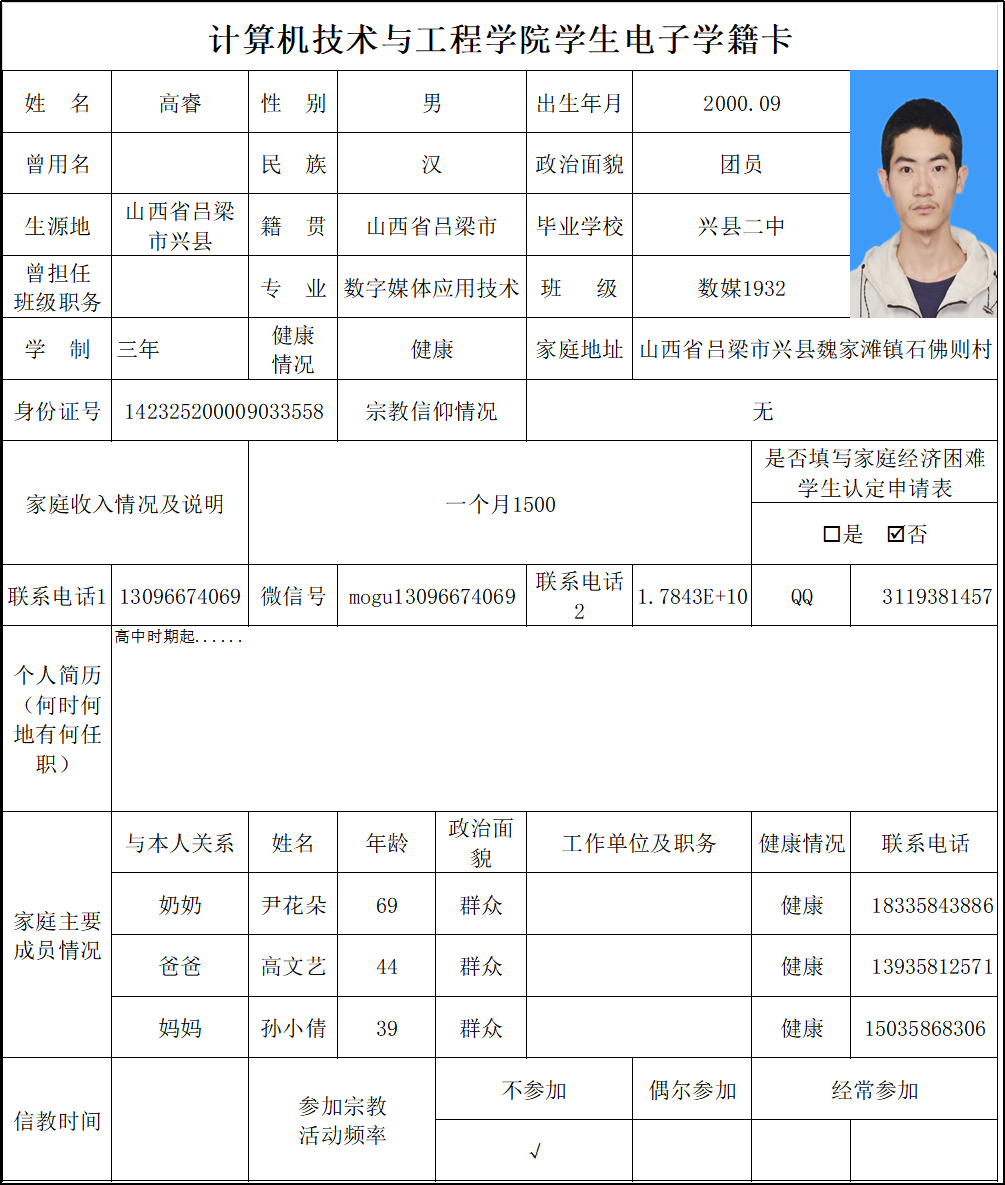 计算机技术与工程学院学生电子学籍卡
姓 名 高睿 性 别 男 出生年月 2000.09
曾用名 民 族 汉 政治面貌 团员
生源地 山西省吕梁
市兴县 籍 贯 山西省吕梁市 毕业学校 兴县二中
曾担任
班级职务 专 业 数字媒体应用技术 班 级 数媒1932
学 制 三年 健康
情况 健康 家庭地址 山西省吕梁市兴县魏家滩镇石佛则村
身份证号 142325200009033558 宗教信仰情况 无
家庭收入情况及说明 一个月1500 是否填写家庭经济困难
学生认定申请表
☐是 ☑否
联系电话1 13096674069 微信号 mogu13096674069 联系电话
2 1.7843E+10 QQ 3119381457
个人简历
（何时何
地有何任
职）
高中时期起......
家庭主要
成员情况
与本人关系 姓名 年龄 政治面
貌 工作单位及职务 健康情况 联系电话
奶奶 尹花朵 69 群众 健康 18335843886
爸爸 高文艺 44 群众 健康 13935812571
妈妈 孙小倩 39 群众 健康 15035868306
信教时间 参加宗教
活动频率 不参加 偶尔参加 经常参加
√